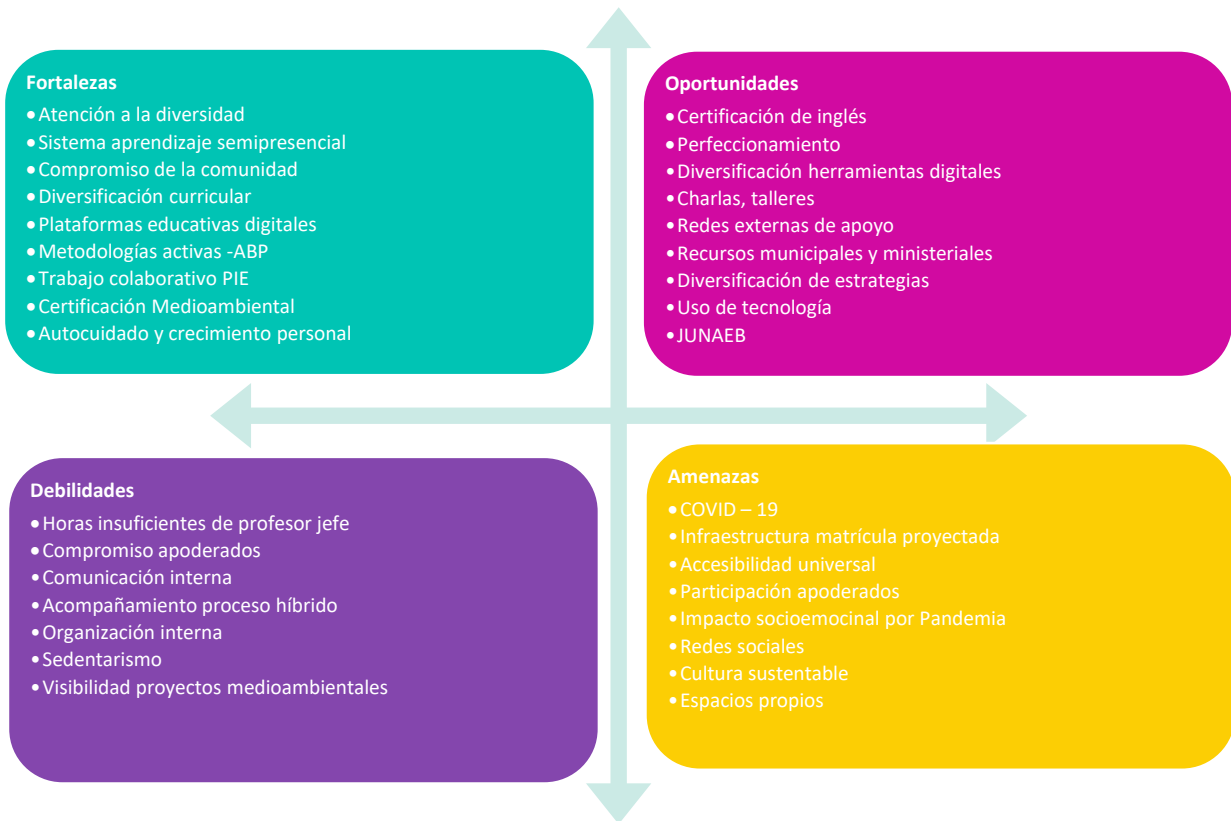 Fortalezas
•Atención a la diversidad
•Sistema aprendizaje semipresencial
•Compromiso de la comunidad
•Diversificación curricular
•Plataformas educativas digitales
•Metodologías activas -ABP
•Trabajo colaborativo PIE
•Certificación Medioambiental
•Autocuidado y crecimiento personal
Oportunidades
•Certificación de inglés
•Perfeccionamiento
•Diversificación herramientas digitales
•Charlas, talleres
•Redes externas de apoyo
•Recursos municipales y ministeriales
•Diversificación de estrategias
•Uso de tecnología
•JUNAEB
Debilidades
•Horas insuficientes de profesor jefe
•Compromiso apoderados
•Comunicación interna
•Acompañamiento proceso híbrido
•Organización interna
•Sedentarismo
•Visibilidad proyectos medioambientales
Amenazas
•COVID – 19
•Infraestructura matrícula proyectada
•Accesibilidad universal
•Participación apoderados
•Impacto socioemocinal por Pandemia
•Redes sociales
•Cultura sustentable
•Espacios propios